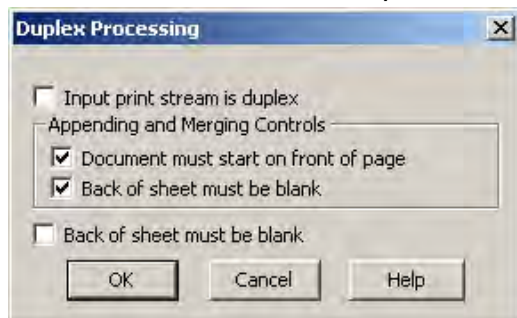 Duplex Processing
Input print stream is duplex
Appending and Merging Controls
Document must start on front of page
Back of sheet must be blank
Back of sheet must be blank
OK Cancel Help